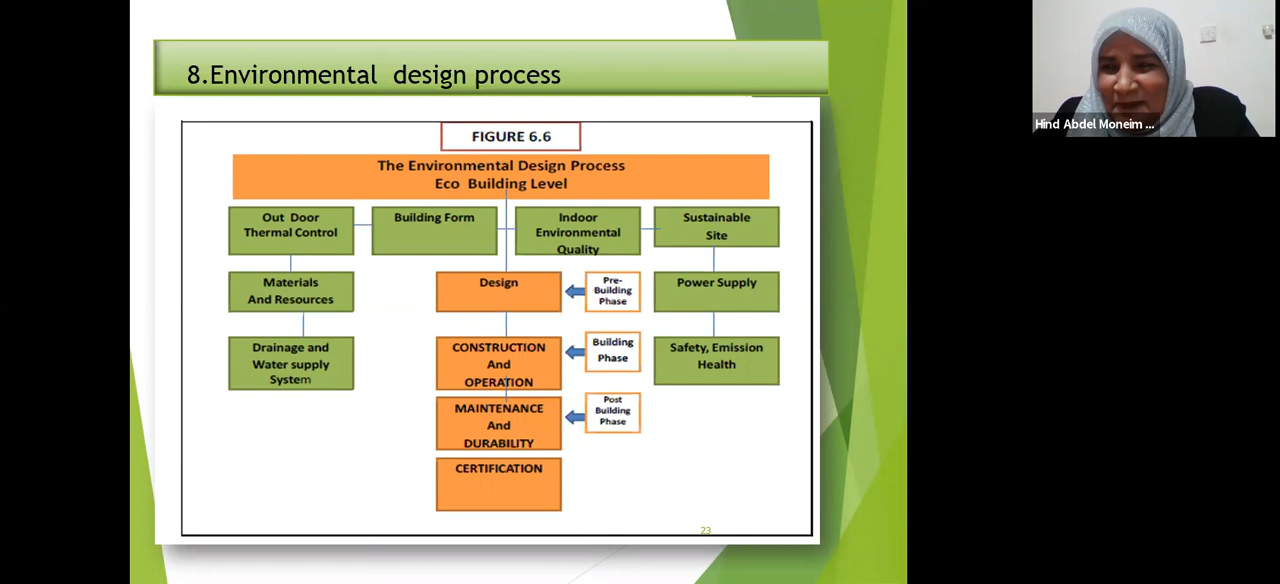 8.Environmental design process
Hind Abdel Moneim ...
FIGURE 6.6
The Environmental Design Process
Eco Building Level
Out Door
Thermal Control
Building Form
Indoor
Environmental
Quality
Sustainable
Site
Materials
And Resources
Design
Pre-
Building
Phase
Power Supply
Drainage and
Water supply
System
CONSTRUCTION
And
OPERATION
Building
Phase
Safety, Emission
Health
MAINTENANCE
And
DURABILITY
Post
Building
Phase
CERTIFICATION
23